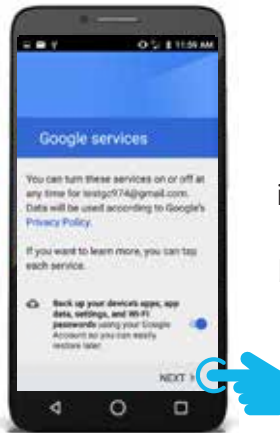 11:59 AM
Google services
You can turn these services on or off at
any time for testgc974@gmail.com.
Data will be used according to Google's
Privacy Policy.
If you want to learn more, you can tap
each service.
Back up your device's apps, app
data, settings, and Wi-Fi
passwords using your Google
Account so you can easily
restore later.
NEXT >
i